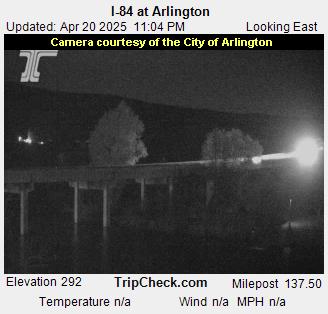 I-84 at Arlington
Updated: Apr 20 2025 11:04 PM Looking East
Camera courtesy of the City of Arlington
Elevation 292 TripCheck.com Milepost 137.50
Temperature n/a Wind n/a MPH n/a